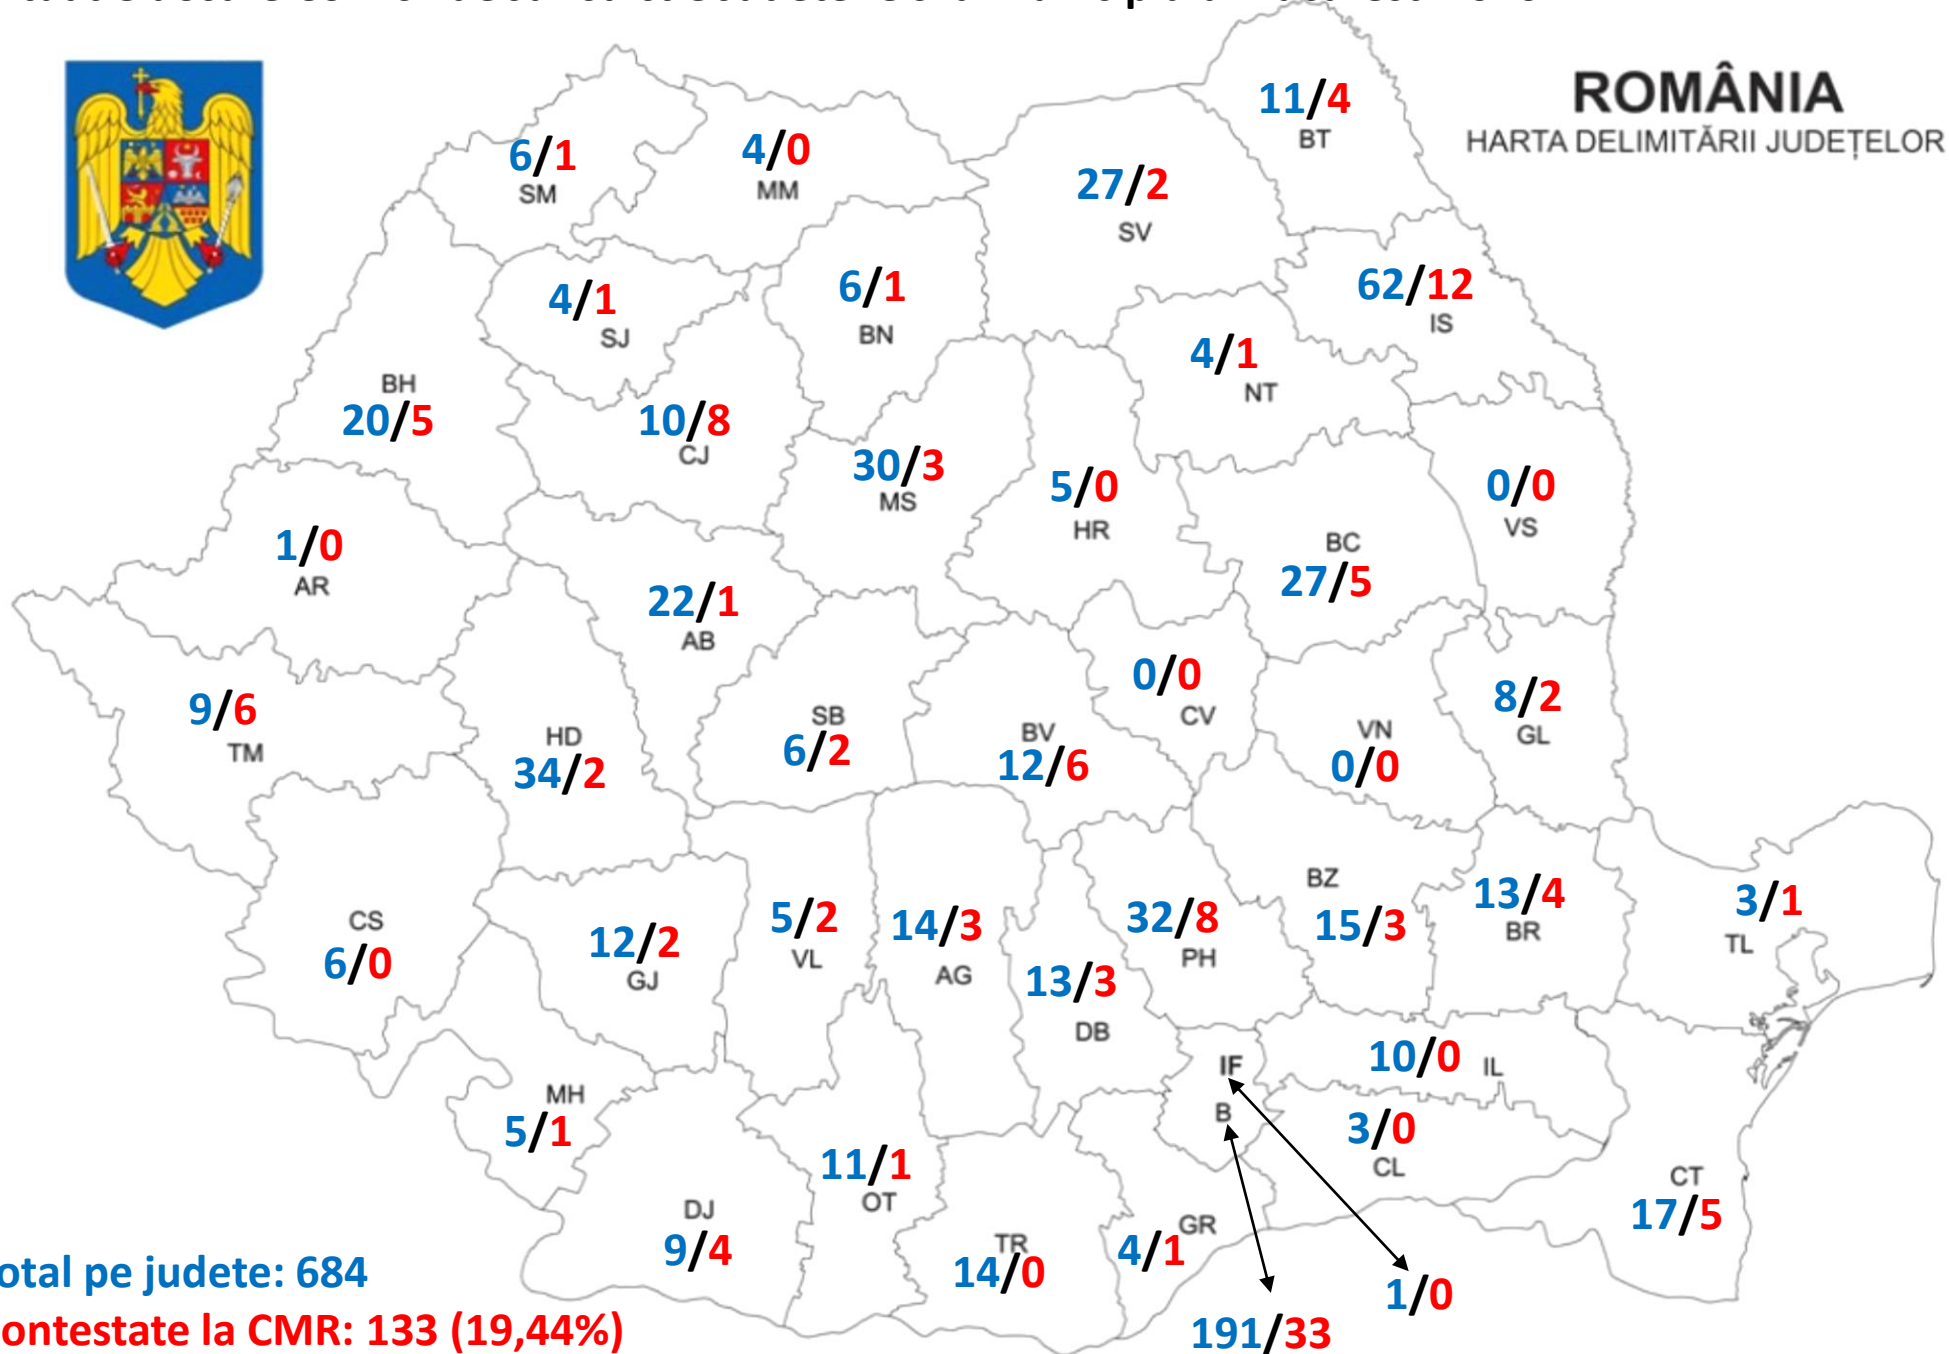 ROMÂNIA
HARTA DELIMITĂRII JUDEȚELOR
11/4
BT
6/1
SM
4/0
MM
27/2
SV
62/12
IS
4/1
SJ
6/1
BN
4/1
NT
BH
20/5
10/8
CJ
30/3
MS
5/0
HR
0/0
VS
1/0
AR
BC
27/5
22/1
AB
0/0
CV
9/6
TM
HD
34/2
SB
6/2
BV
12/6
VN
0/0
8/2
GL
CS
6/0
12/2
GJ
5/2
VL
14/3
AG
13/3
DB
32/8
PH
BZ
15/3
13/4
BR
3/1
TL
MH
5/1
IF
B
10/0 IL
3/0
CL
11/1
OT
DJ
9/4
TR
14/0
GR
4/1
CT
17/5
1/0
191/33
otal pe judete: 684
ontestate la CMR: 133 (19,44%)